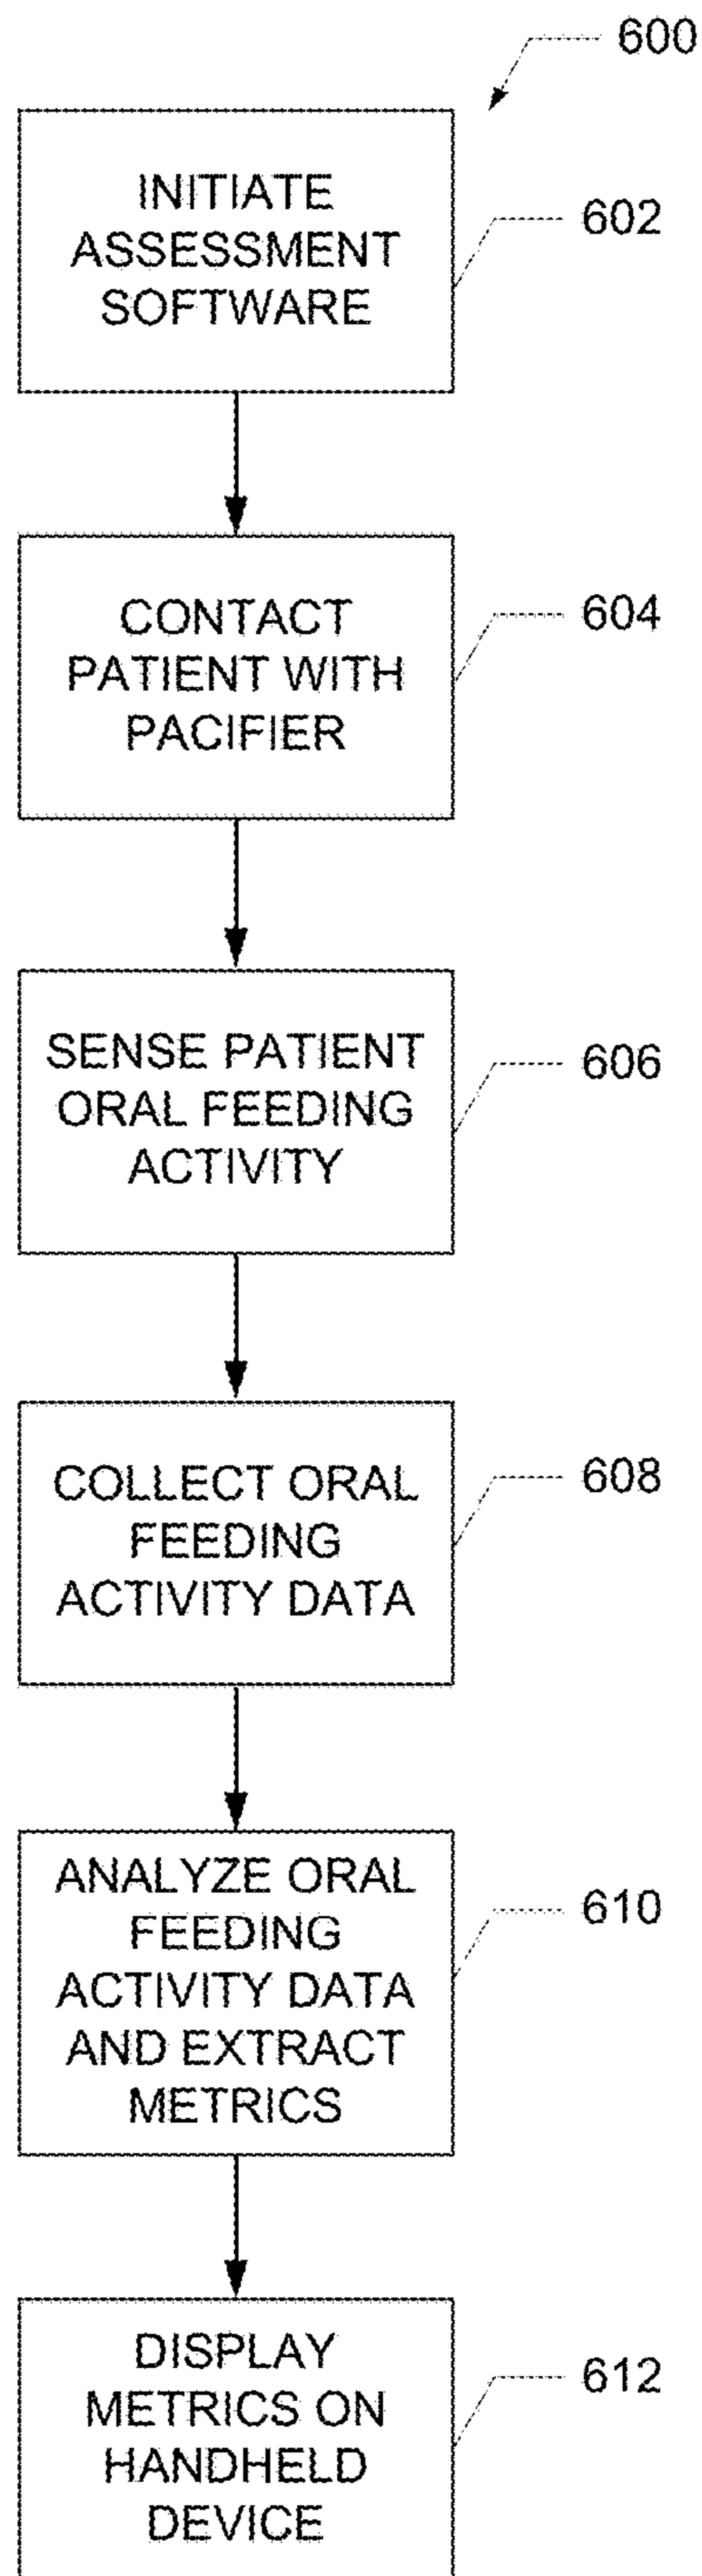 600
INITIATE
ASSESSMENT
SOFTWARE
602
CONTACT
PATIENT WITH
PACIFIER
604
SENSE PATIENT
ORAL FEEDING
ACTIVITY
606
COLLECT ORAL
FEEDING
ACTIVITY DATA
608
ANALYZE ORAL
FEEDING
ACTIVITY DATA
AND EXTRACT
METRICS
610
DISPLAY
METRICS ON
HANDHELD
DEVICE
612